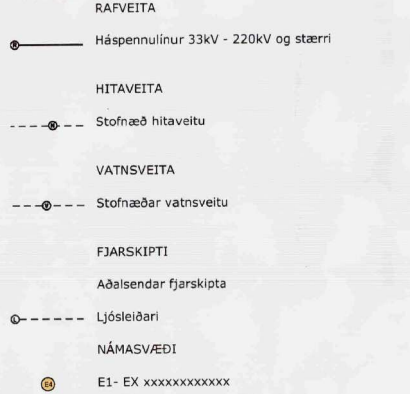 RAFVEITA
Háspennulínur 33kV - 220kV og stærri
HITAVEITA
Stofnæð hitaveitu
VATNSVEITA
V Stofnæðar vatnsveitu
FJARSKIPTI
Aðalsendar fjarskipta
L Ljósleiðari
NÁMASVÆÐI
E4 E1- EX xxxxxxxxxxxx